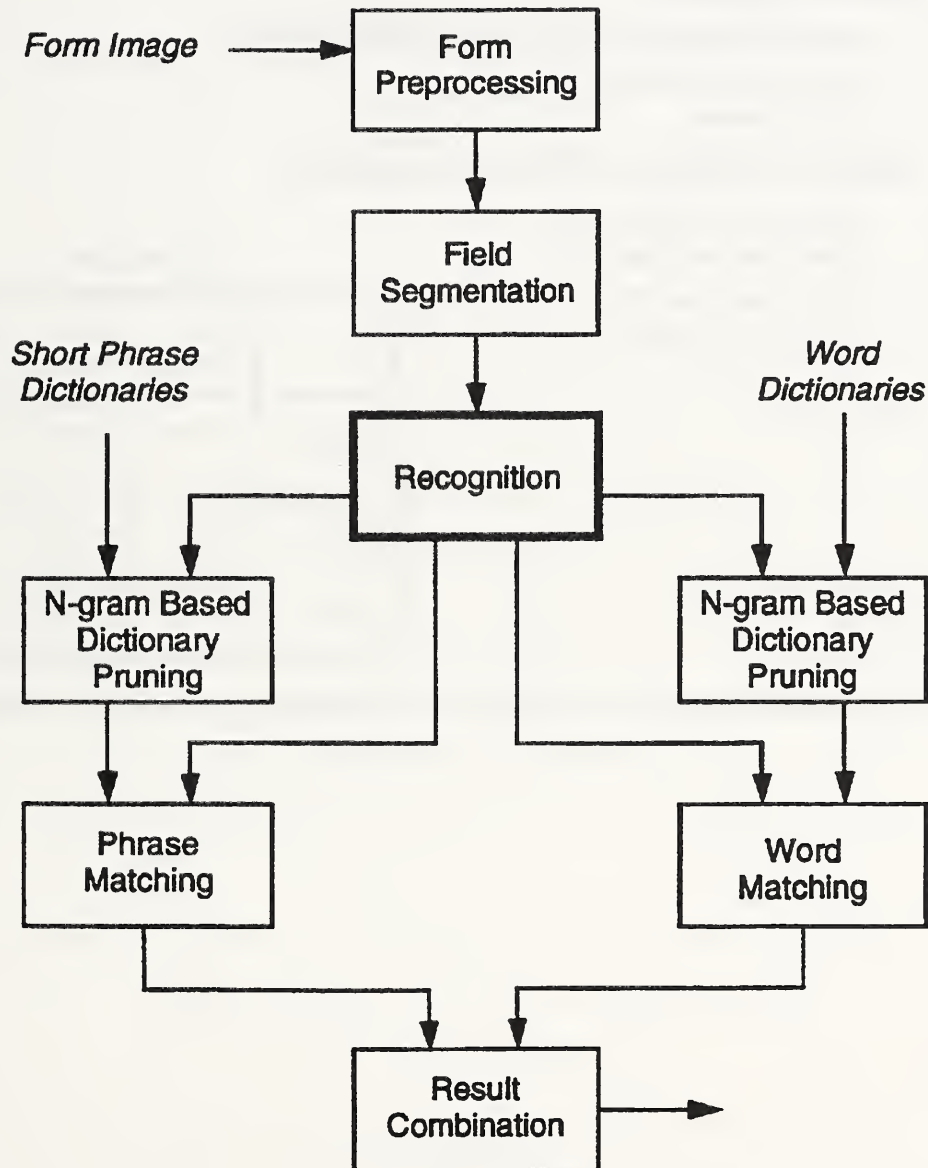 Form Image
Form
Preprocessing
Field
Segmentation
Short Phrase
Dictionaries
Word
Dictionaries
Recognition
N-gram Based
Dictionary
Pruning
N-gram Based
Dictionary
Pruning
Phrase
Matching
Word
Matching
Result
Combination